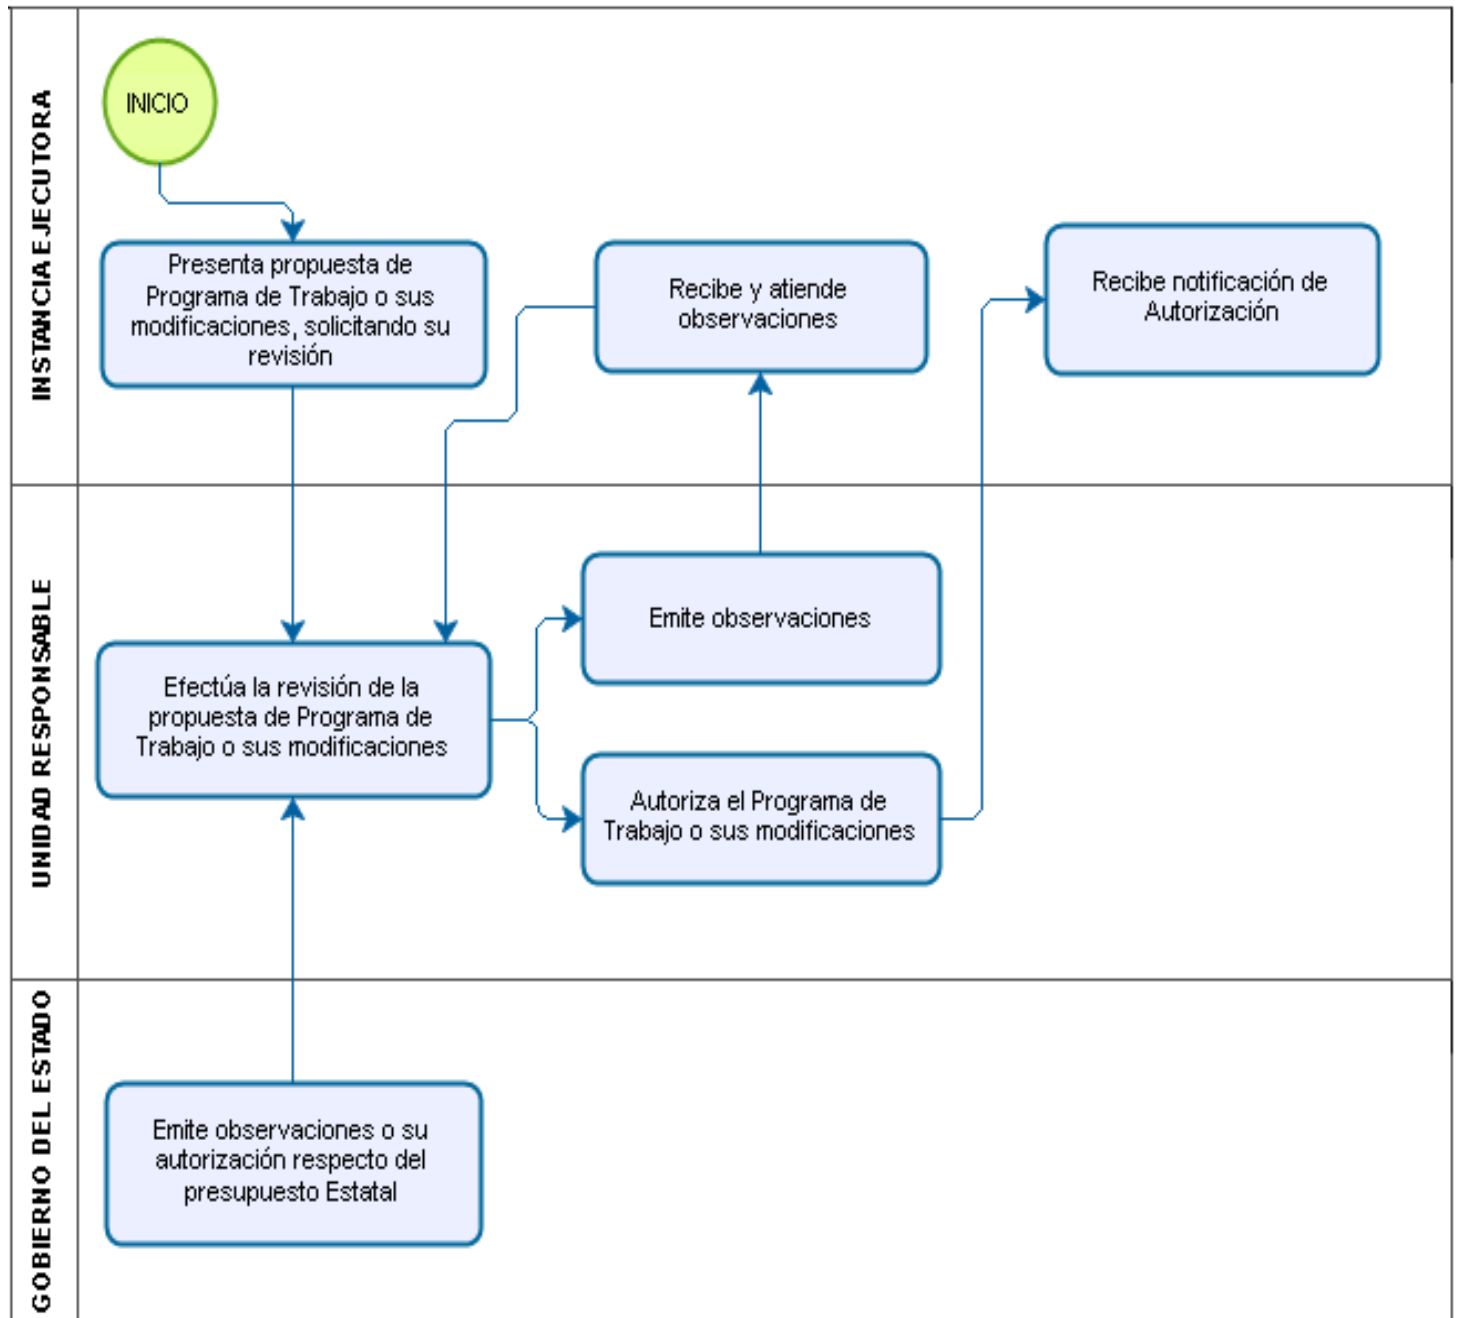 INSTANCIA EJECUTORA
INICIO
Presenta propuesta de
Programa de Trabajo o sus
modificaciones, solicitando su
revisión
Recibe y atiende
observaciones
Recibe notificación de
Autorización
UNIDAD RESPONSABLE
Efectúa la revisión de la
propuesta de Programa de
Trabajo o sus modificaciones
Emite observaciones
Autoriza el Programa de
Trabajo o sus modificaciones
GOBIERNO DEL ESTADO
Emite observaciones o su
autorización respecto del
presupuesto Estatal